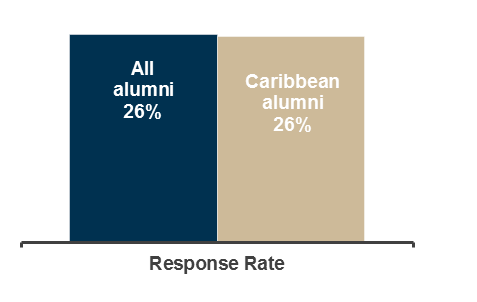 All
alumni
26%
Caribbean
alumni
26%
Response Rate